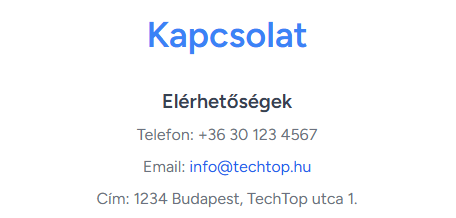 Kapcsolat
Elérhetőségek
Telefon: +36 30 123 4567
Email: info@techtop.hu
Cím: 1234 Budapest, TechTop utca 1.